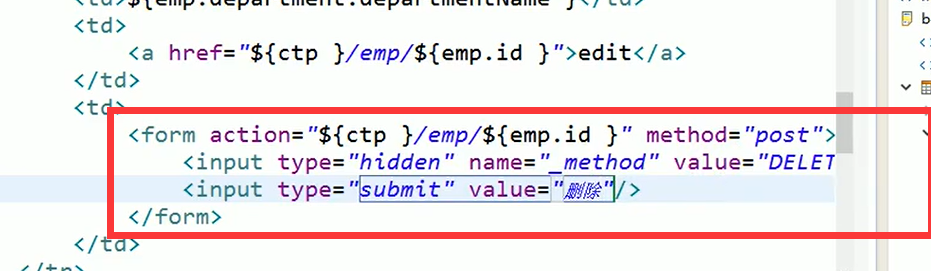 <td>${emp.department.departmentName }</td>
<td>
<a href="${ctp }/emp/${emp.id }">edit</a>
</td>
<td>
<form action="${ctp }/emp/${emp.id }" method="post">
<input type="hidden" name="_method" value="DELET
<input type="submit" value="删除"/>
</form>
</td>
</tr>
b